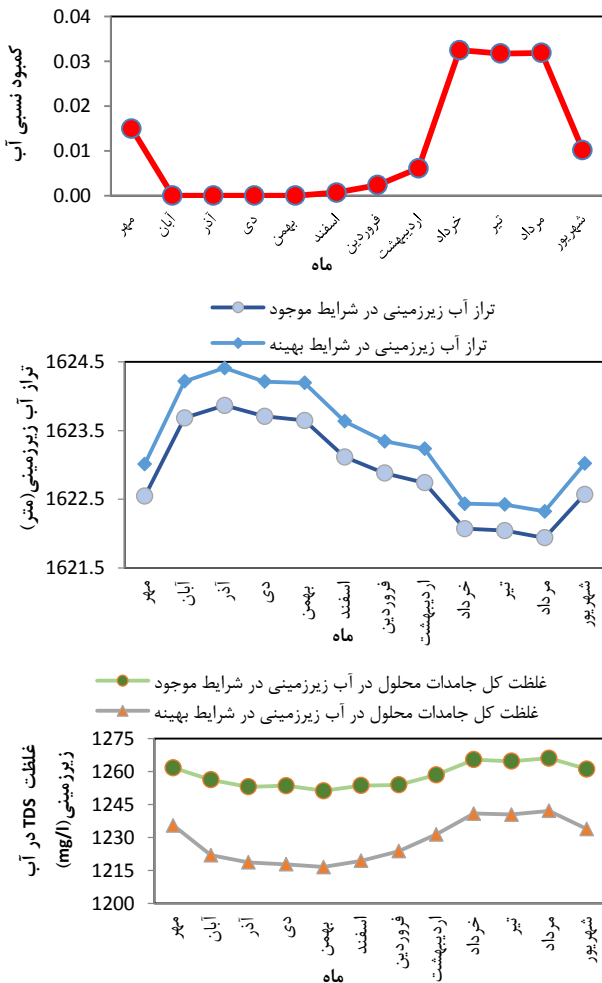 کمبود نسبی آب
0.04
0.03
0.02
0.01
0.00
مهر
آبان
آذر
دی
بهمن
اسفند
فروردین
اردیبهشت
خرداد
تیر
مرداد
شهریور
ماه
تراز آب زیرزمینی در شرایط موجود
تراز آب زیرزمینی در شرایط بهینه
تراز آب زیرزمینی(متر)
1624.5
1623.5
1622.5
1621.5
مهر
آبان
آذر
دی
بهمن
اسفند
فروردین
اردیبهشت
خرداد
تیر
مرداد
شهریور
ماه
غلظت کل جامدات محلول در آب زیرزمینی در شرایط موجود
غلظت کل جامدات محلول در آب زیرزمینی در شرایط بهینه
غلظت TDS در آب
زیرزمینی(mg/l)
1275
1260
1245
1230
1215
1200
مهر
آبان
آذر
دی
بهمن
اسفند
فروردین
اردیبهشت
خرداد
تیر
مرداد
شهریور
ماه